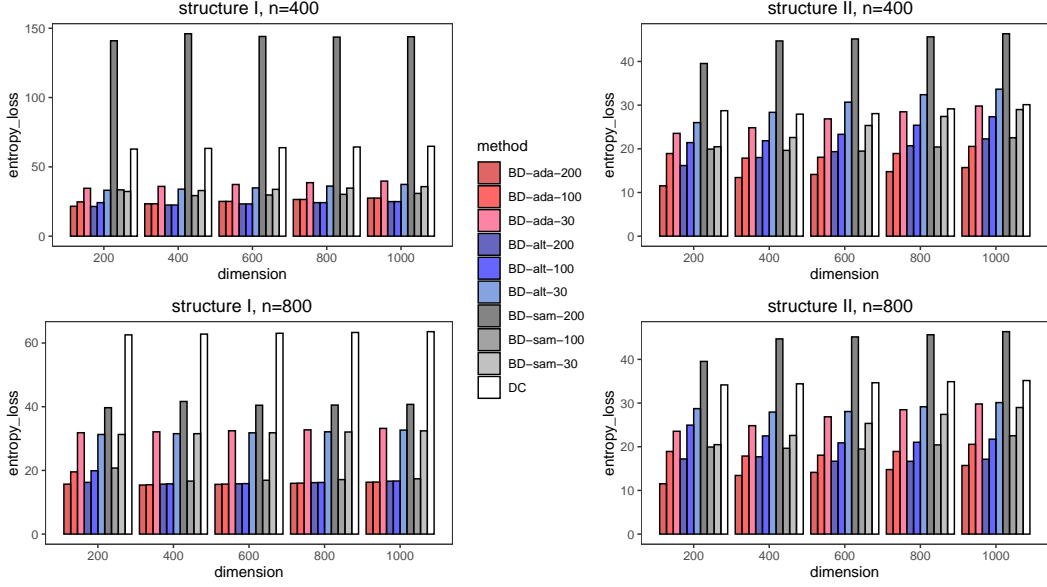 structure I, n=400
entropy_loss
150
100
50
0
200 400 600 800 1000
dimension
structure II, n=400
entropy_loss
40
30
20
10
0
200 400 600 800 1000
dimension
method
BD−ada−200
BD−ada−100
BD−ada−30
BD−alt−200
BD−alt−100
BD−alt−30
BD−sam−200
BD−sam−100
BD−sam−30
DC
structure I, n=800
entropy_loss
60
40
20
0
200 400 600 800 1000
dimension
structure II, n=800
entropy_loss
40
30
20
10
0
200 400 600 800 1000
dimension